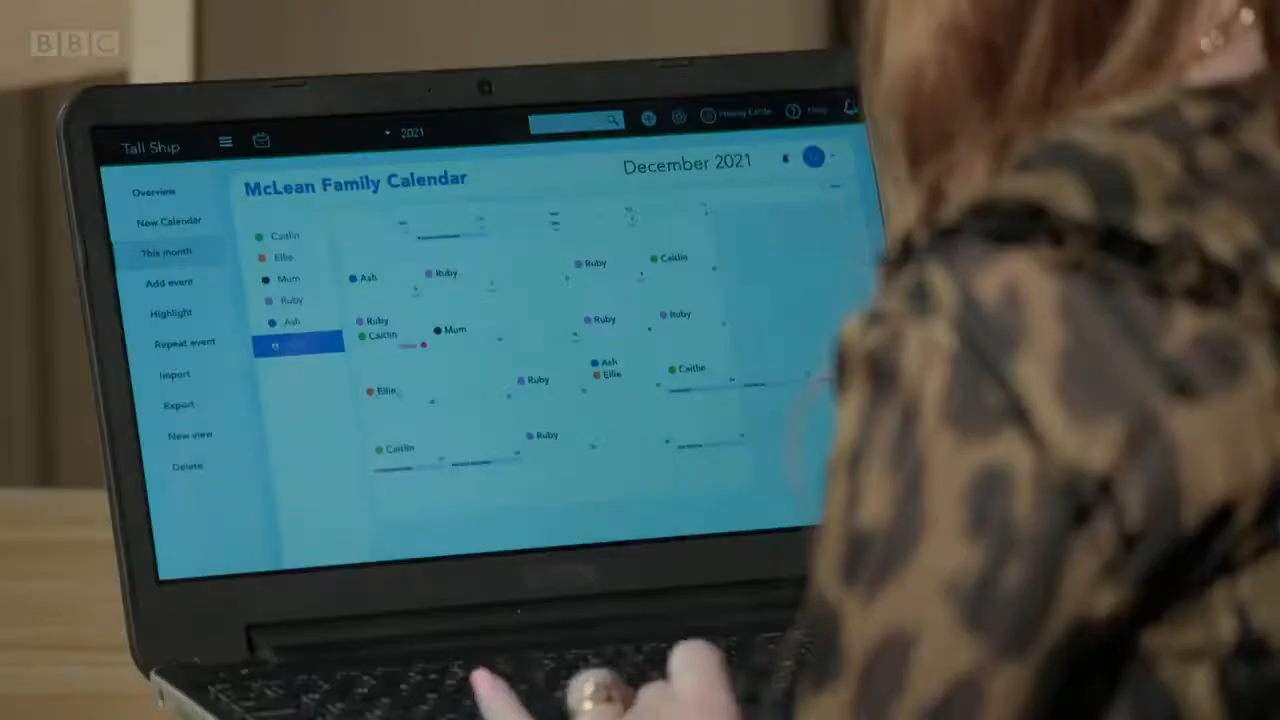 BBC
Tall Ship
2021
McLean Family Calendar
December 2021
Overview
New Calendar
This month
Add event
Highlight
Repeat event
Import
Export
New view
Delete
Caitlin
Ellie
Mum
Ruby
Ash
Ash
Ruby
Ruby
Caitlin
Ruby
Caitlin
Mum
Ruby
Ruby
Ellie
Ruby
Ash
Ellie
Caitlin
Caitlin
Ruby